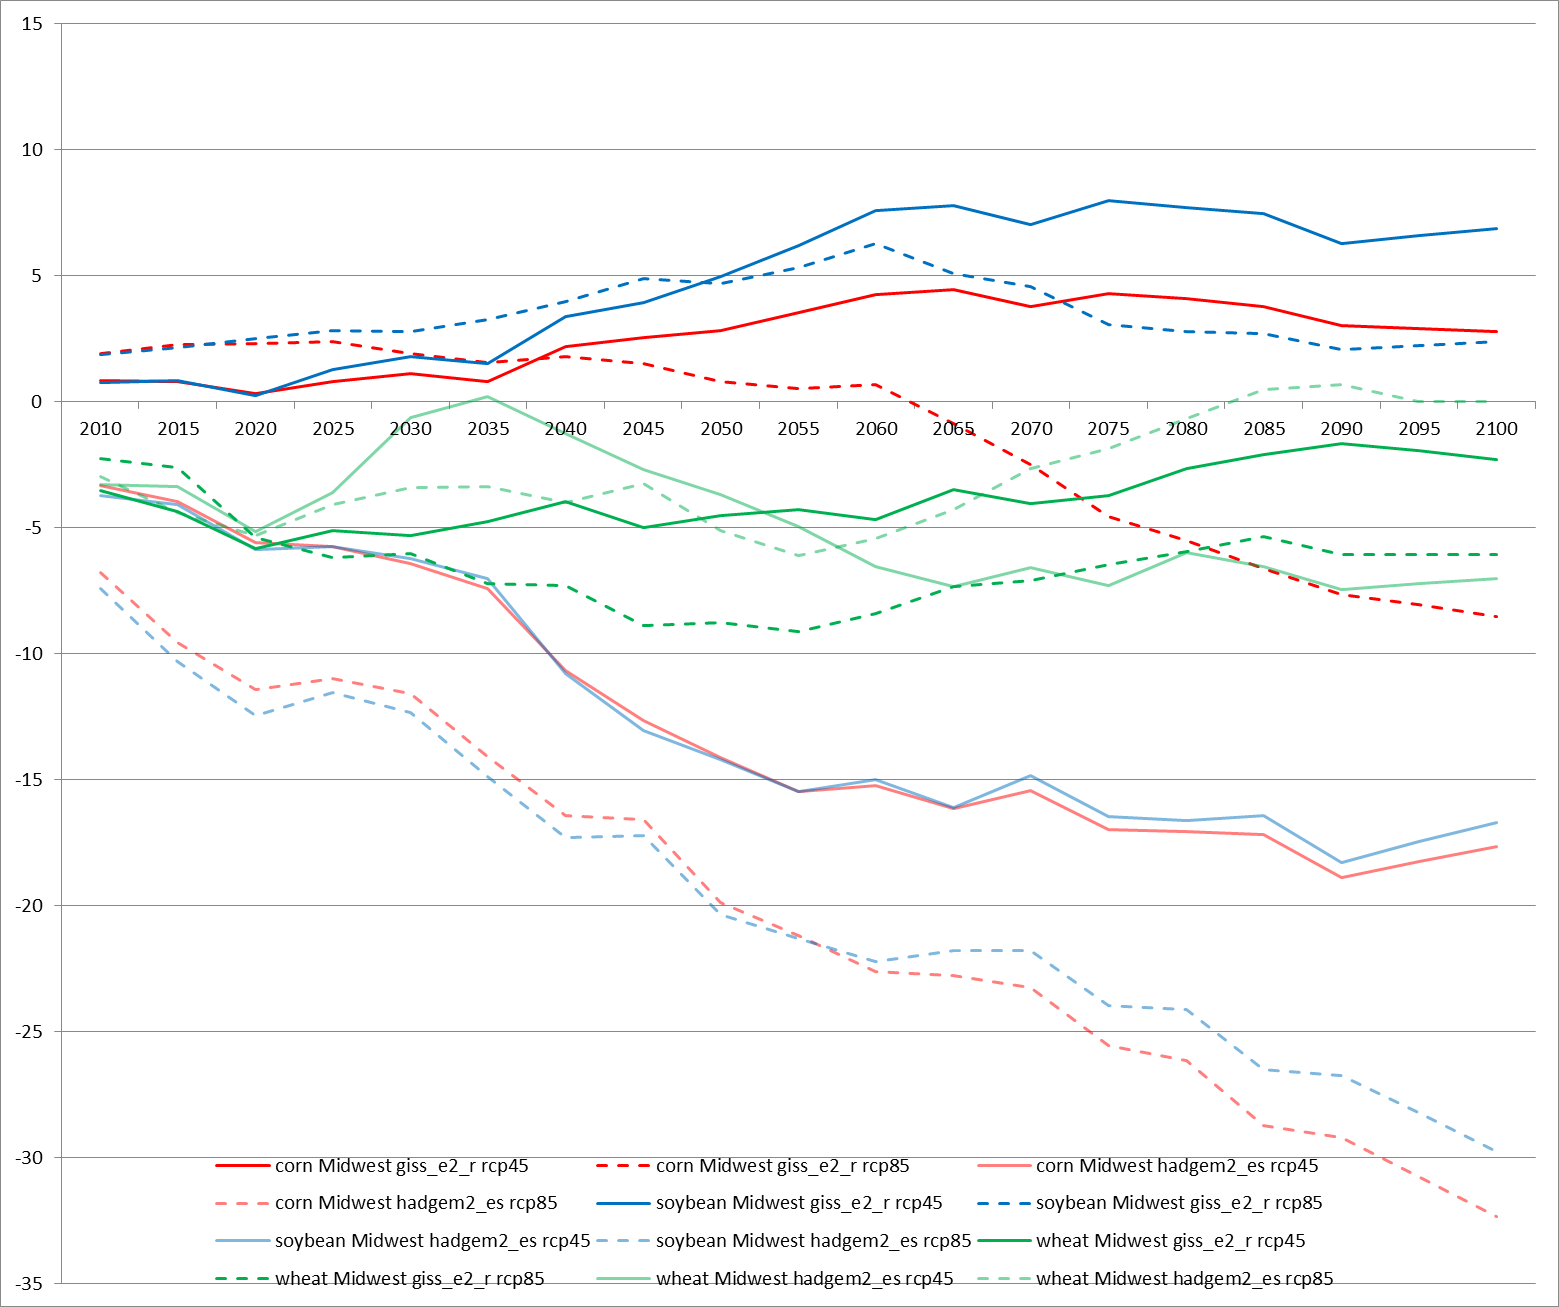 15
10
5
0
2010 2015 2020 2025 2030 2035 2040 2045 2050 2055 2060 2065 2070 2075 2080 2085 2090 2095 2100
-5
-10
-15
-20
-25
-30
corn Midwest giss_e2_r rcp45 corn Midwest giss_e2_r rcp85 corn Midwest hadgem2_es rcp45
corn Midwest hadgem2_es rcp85 soybean Midwest giss_e2_r rcp45 soybean Midwest giss_e2_r rcp85
soybean Midwest hadgem2_es rcp45 soybean Midwest hadgem2_es rcp85 wheat Midwest giss_e2_r rcp45
wheat Midwest giss_e2_r rcp85 wheat Midwest hadgem2_es rcp45 wheat Midwest hadgem2_es rcp85
-35